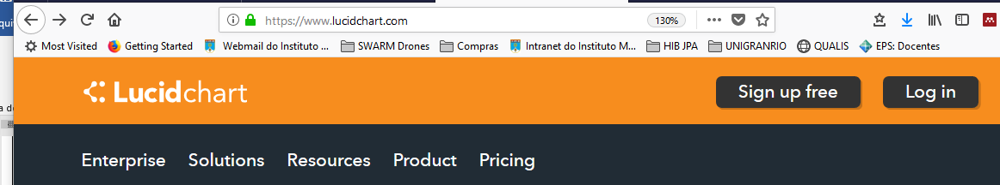 https://www.lucidchart.com 130%
Most Visited Getting Started Webmail do Instituto ... SWARM Drones Compras Intranet do Instituto M... HIB JPA UNIGRANRIO QUALIS EPS: Docentes
Lucidchart Sign up free Log in
Enterprise Solutions Resources Product Pricing